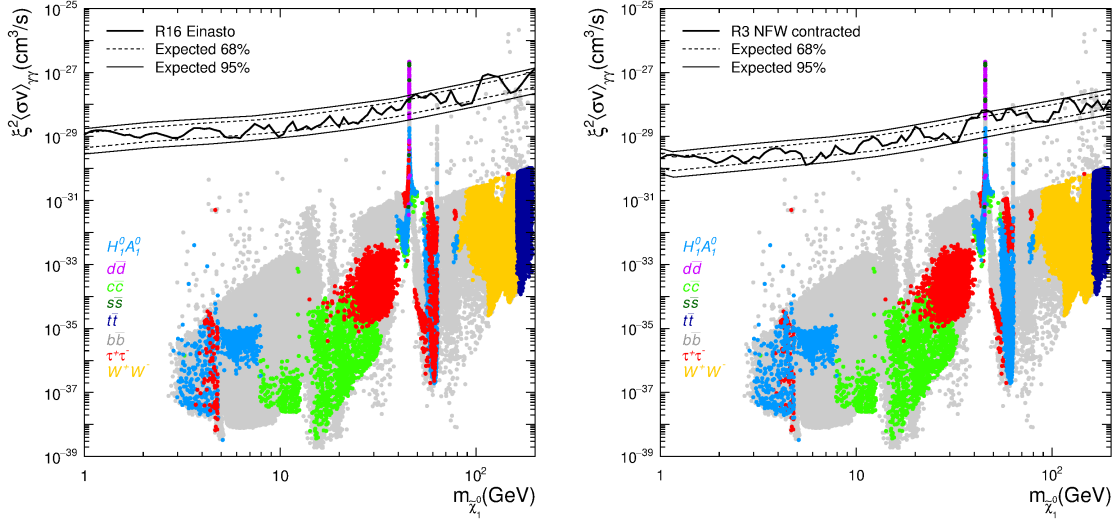 ξ²⟨σv⟩γγ(cm³/s)
R16 Einasto
Expected 68%
Expected 95%
10⁻²⁵
10⁻²⁷
10⁻²⁹
10⁻³¹
10⁻³³
10⁻³⁵
10⁻³⁷
10⁻³⁹
H₁⁰A₁⁰
dd̄
cc̄
ss̄
tt̄
bb̄
τ⁺τ⁻
W⁺W⁻
1 10 10²
m_χ̃₁⁰(GeV)
ξ²⟨σv⟩γγ(cm³/s)
R3 NFW contracted
Expected 68%
Expected 95%
10⁻²⁵
10⁻²⁷
10⁻²⁹
10⁻³¹
10⁻³³
10⁻³⁵
10⁻³⁷
10⁻³⁹
H₁⁰A₁⁰
dd̄
cc̄
ss̄
tt̄
bb̄
τ⁺τ⁻
W⁺W⁻
1 10 10²
m_χ̃₁⁰(GeV)